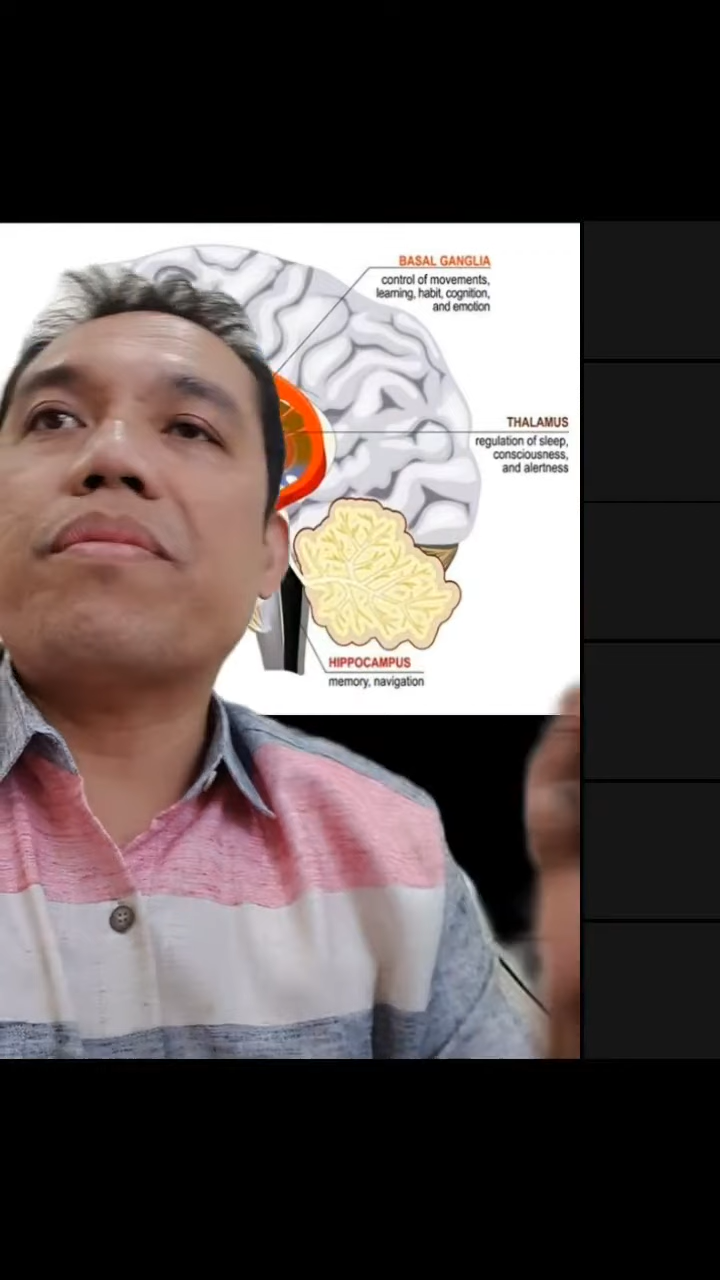 BASAL GANGLIA
control of movements,
learning, habit, cognition,
and emotion
THALAMUS
regulation of sleep,
consciousness,
and alertness
HIPPOCAMPUS
memory, navigation